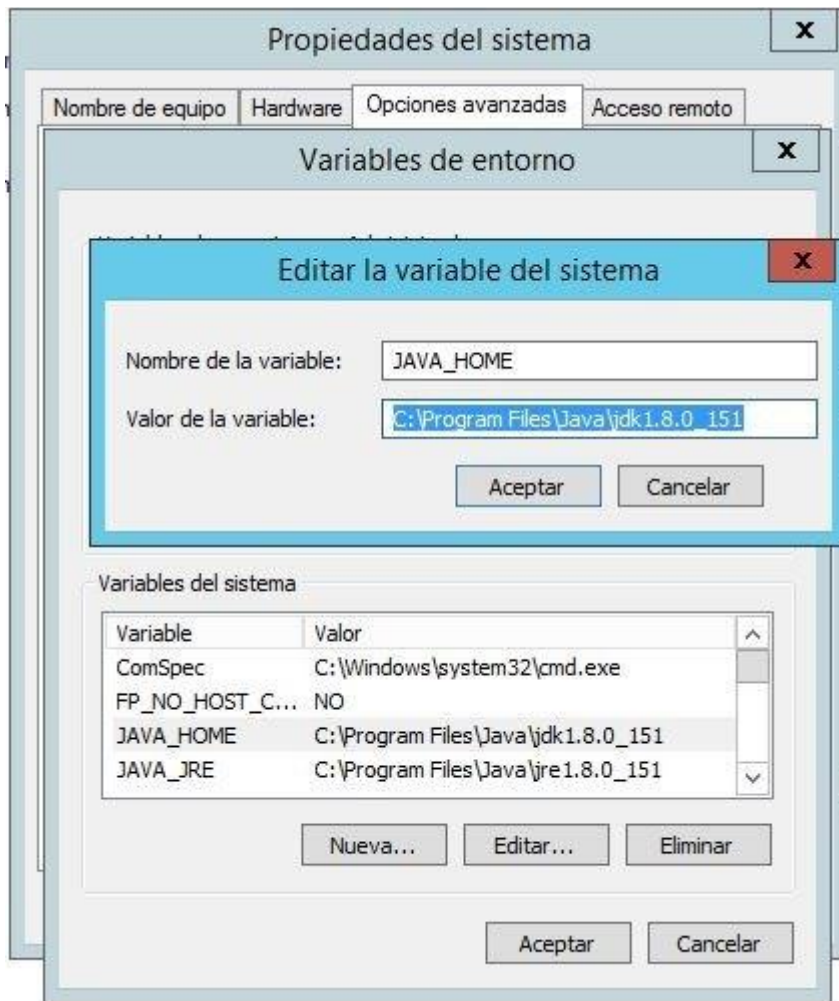 Propiedades del sistema
x
Nombre de equipo Hardware Opciones avanzadas Acceso remoto
Variables de entorno
x
Editar la variable del sistema
x
Nombre de la variable: JAVA_HOME
Valor de la variable: C:\Program Files\Java\jdk1.8.0_151
Aceptar Cancelar
Variables del sistema
Variable Valor
ComSpec C:\Windows\system32\cmd.exe
FP_NO_HOST_C... NO
JAVA_HOME C:\Program Files\Java\jdk1.8.0_151
JAVA_JRE C:\Program Files\Java\jre1.8.0_151
Nueva... Editar... Eliminar
Aceptar Cancelar